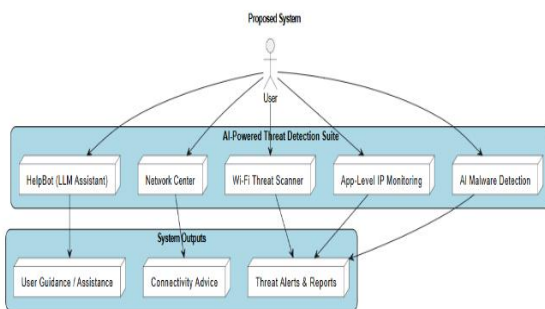 Proposed System
User
AI-Powered Threat Detection Suite
HelpBot (LLM Assistant)
Network Center
Wi-Fi Threat Scanner
App-Level IP Monitoring
AI Malware Detection
System Outputs
User Guidance / Assistance
Connectivity Advice
Threat Alerts & Reports